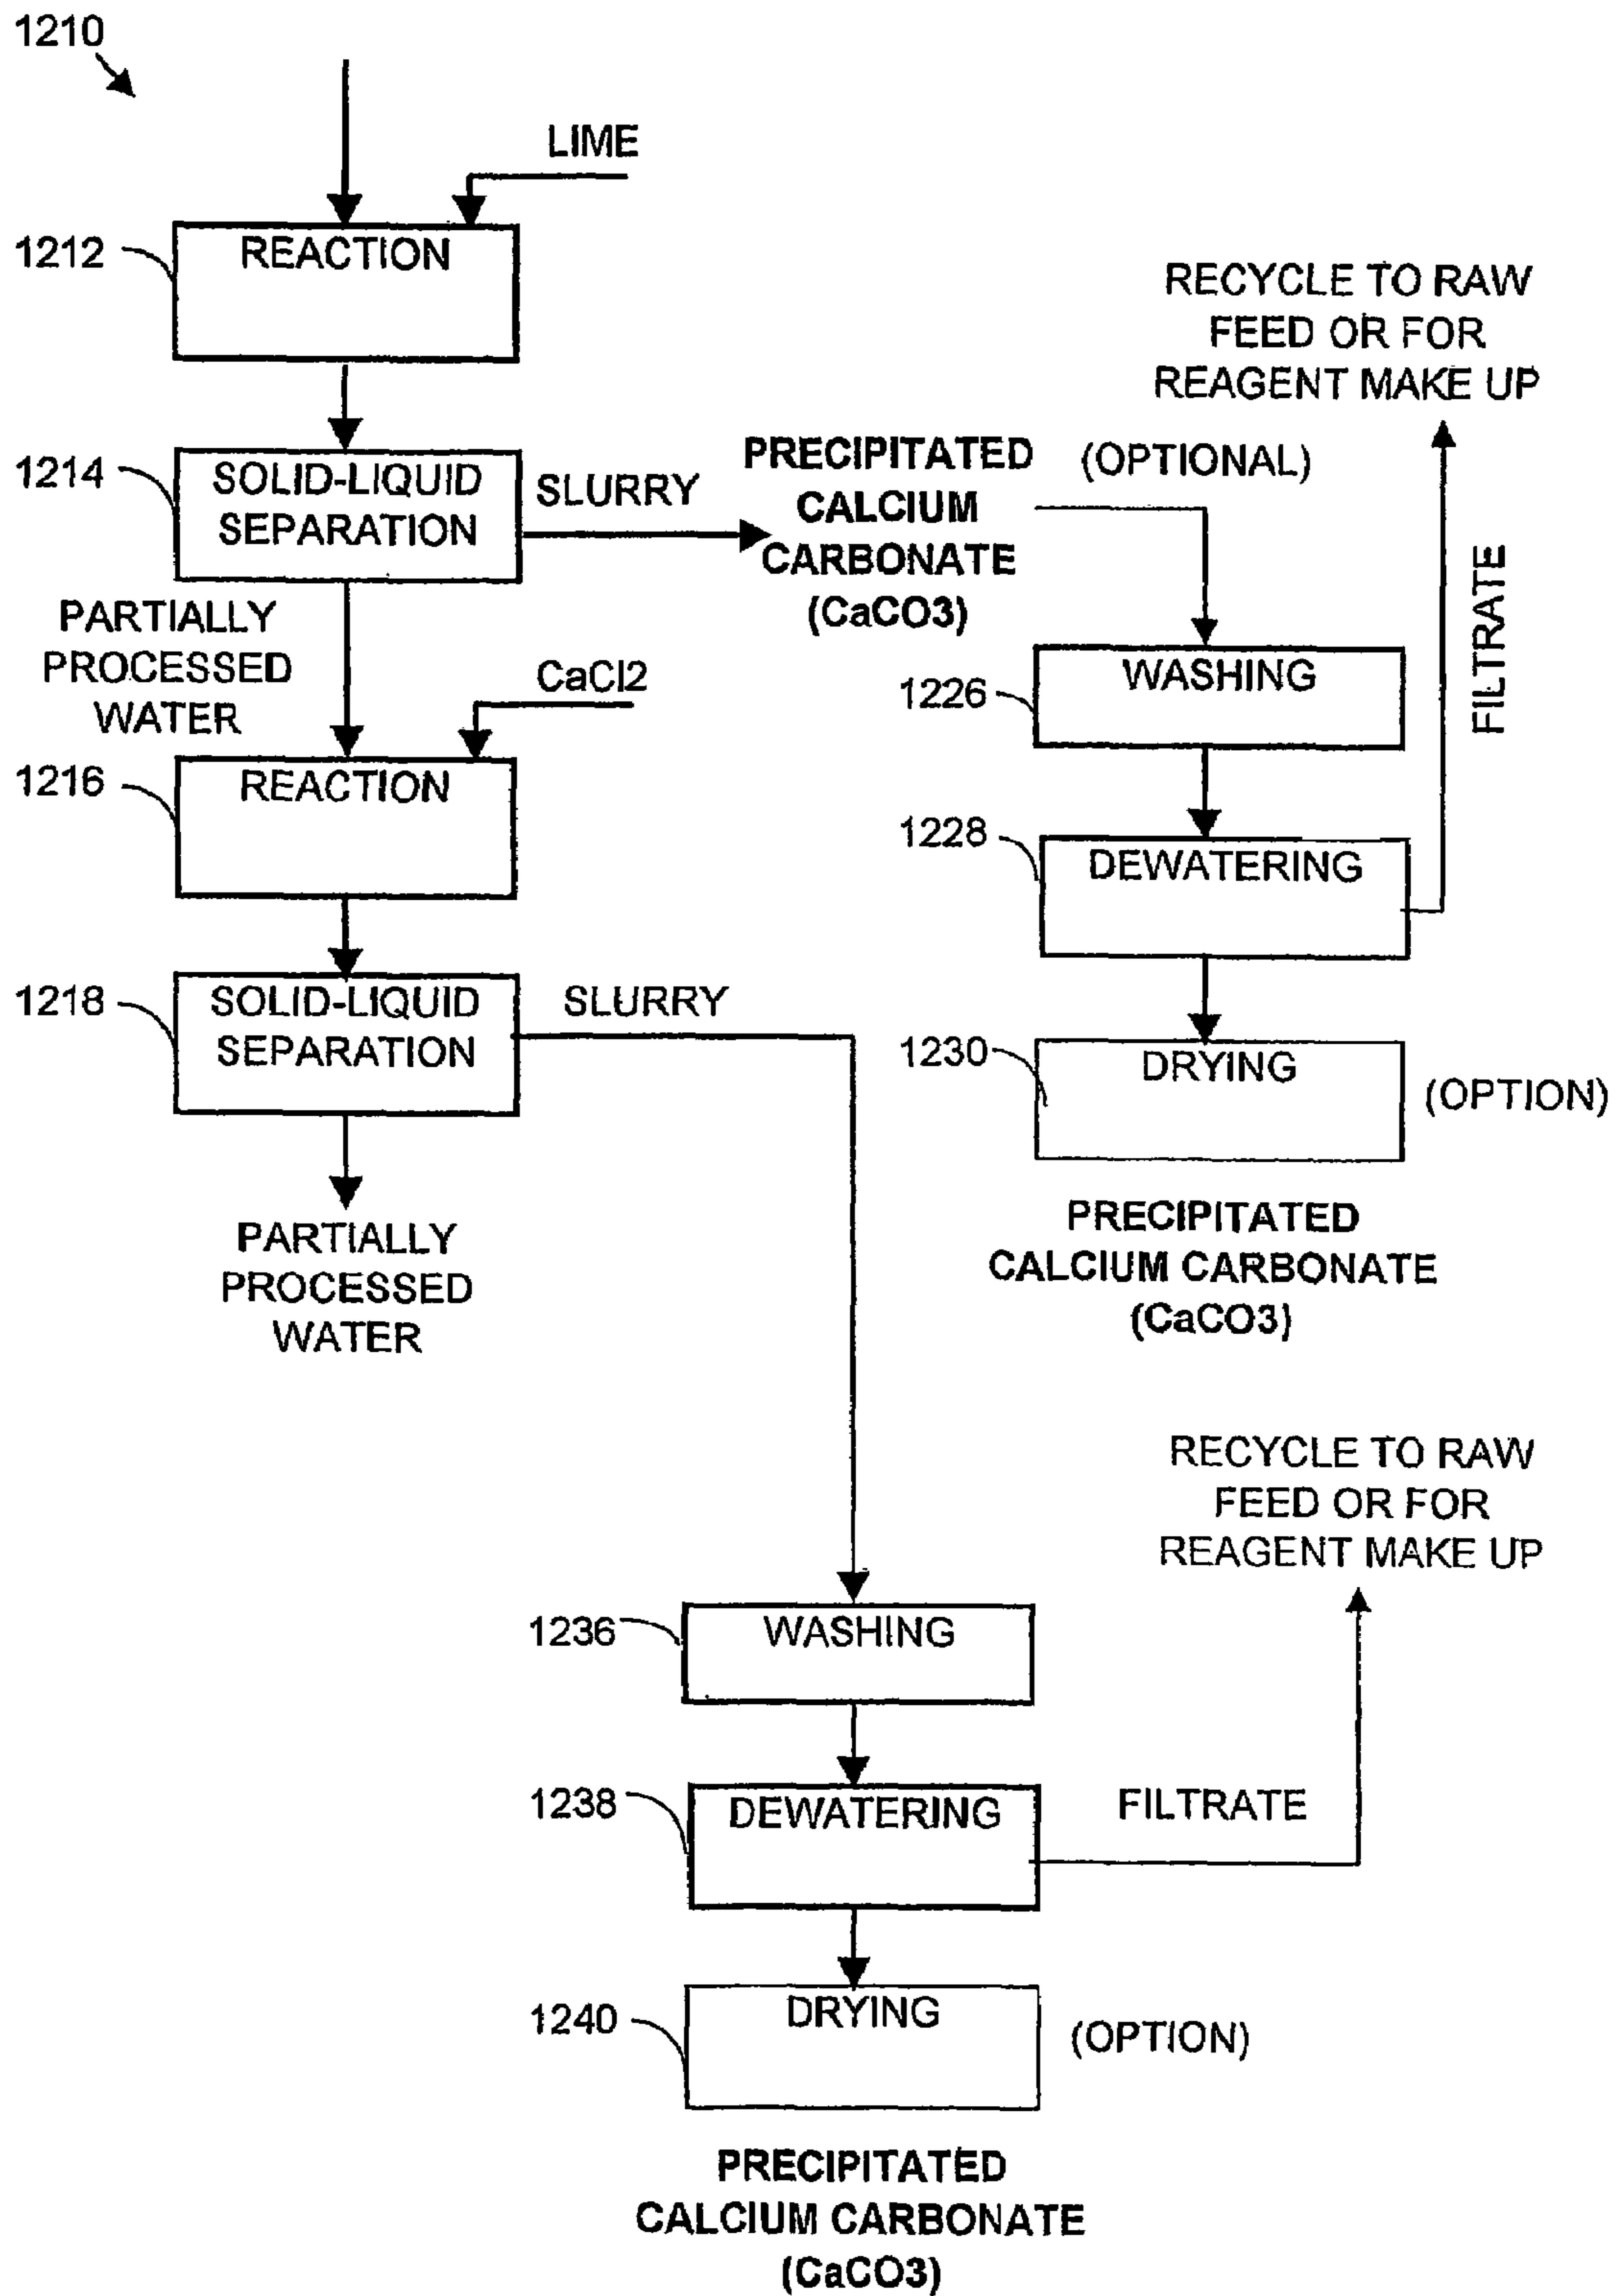 1210
LIME
1212
REACTION
RECYCLE TO RAW
FEED OR FOR
REAGENT MAKE UP
1214
SOLID-LIQUID
SEPARATION
SLURRY
PRECIPITATED
CALCIUM
CARBONATE
(CaCO3)
(OPTIONAL)
FILTRATE
PARTIALLY
PROCESSED
WATER
CaCl2
1226
WASHING
1216
REACTION
1228
DEWATERING
1218
SOLID-LIQUID
SEPARATION
SLURRY
1230
DRYING
(OPTION)
PARTIALLY
PROCESSED
WATER
PRECIPITATED
CALCIUM CARBONATE
(CaCO3)
RECYCLE TO RAW
FEED OR FOR
REAGENT MAKE UP
1236
WASHING
1238
DEWATERING
FILTRATE
1240
DRYING
(OPTION)
PRECIPITATED
CALCIUM CARBONATE
(CaCO3)